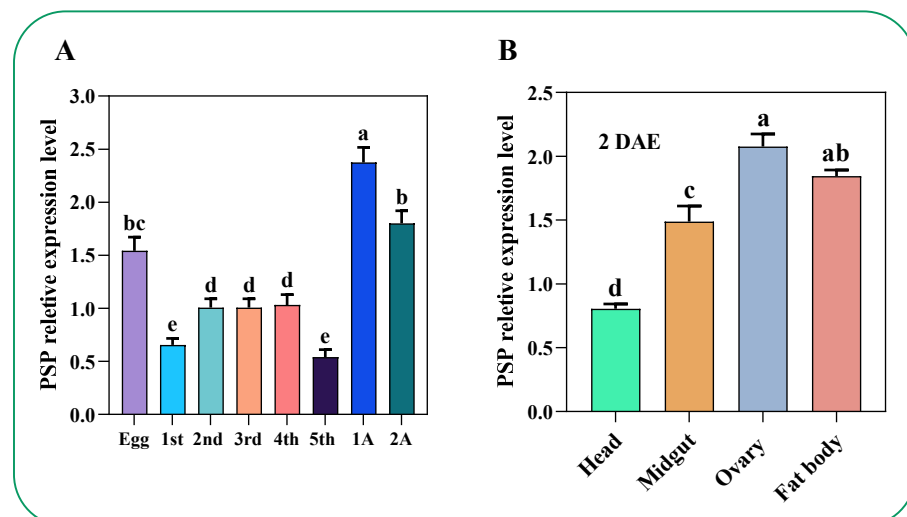 A
PSP reletive expression level
3.0
2.5
2.0
1.5
1.0
0.5
0.0
bc
e
d
d
d
e
a
b
Egg 1st 2nd 3rd 4th 5th 1A 2A
B
PSP reletive expression level
2.5
2.0
1.5
1.0
0.5
0.0
2 DAE
d
c
a
ab
Head
Midgut
Ovary
Fat body